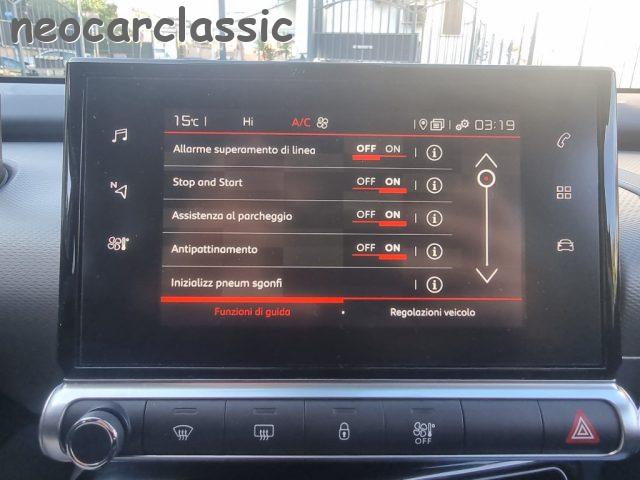 neocarclassic
15°C Hi A/C 03:19
Allarme superamento di linea OFF ON
Stop and Start OFF ON
Assistenza al parcheggio OFF ON
Antipattinamento OFF ON
Inizializz pneum sgonfi
Funzioni di guida Regolazioni veicolo
N
OFF